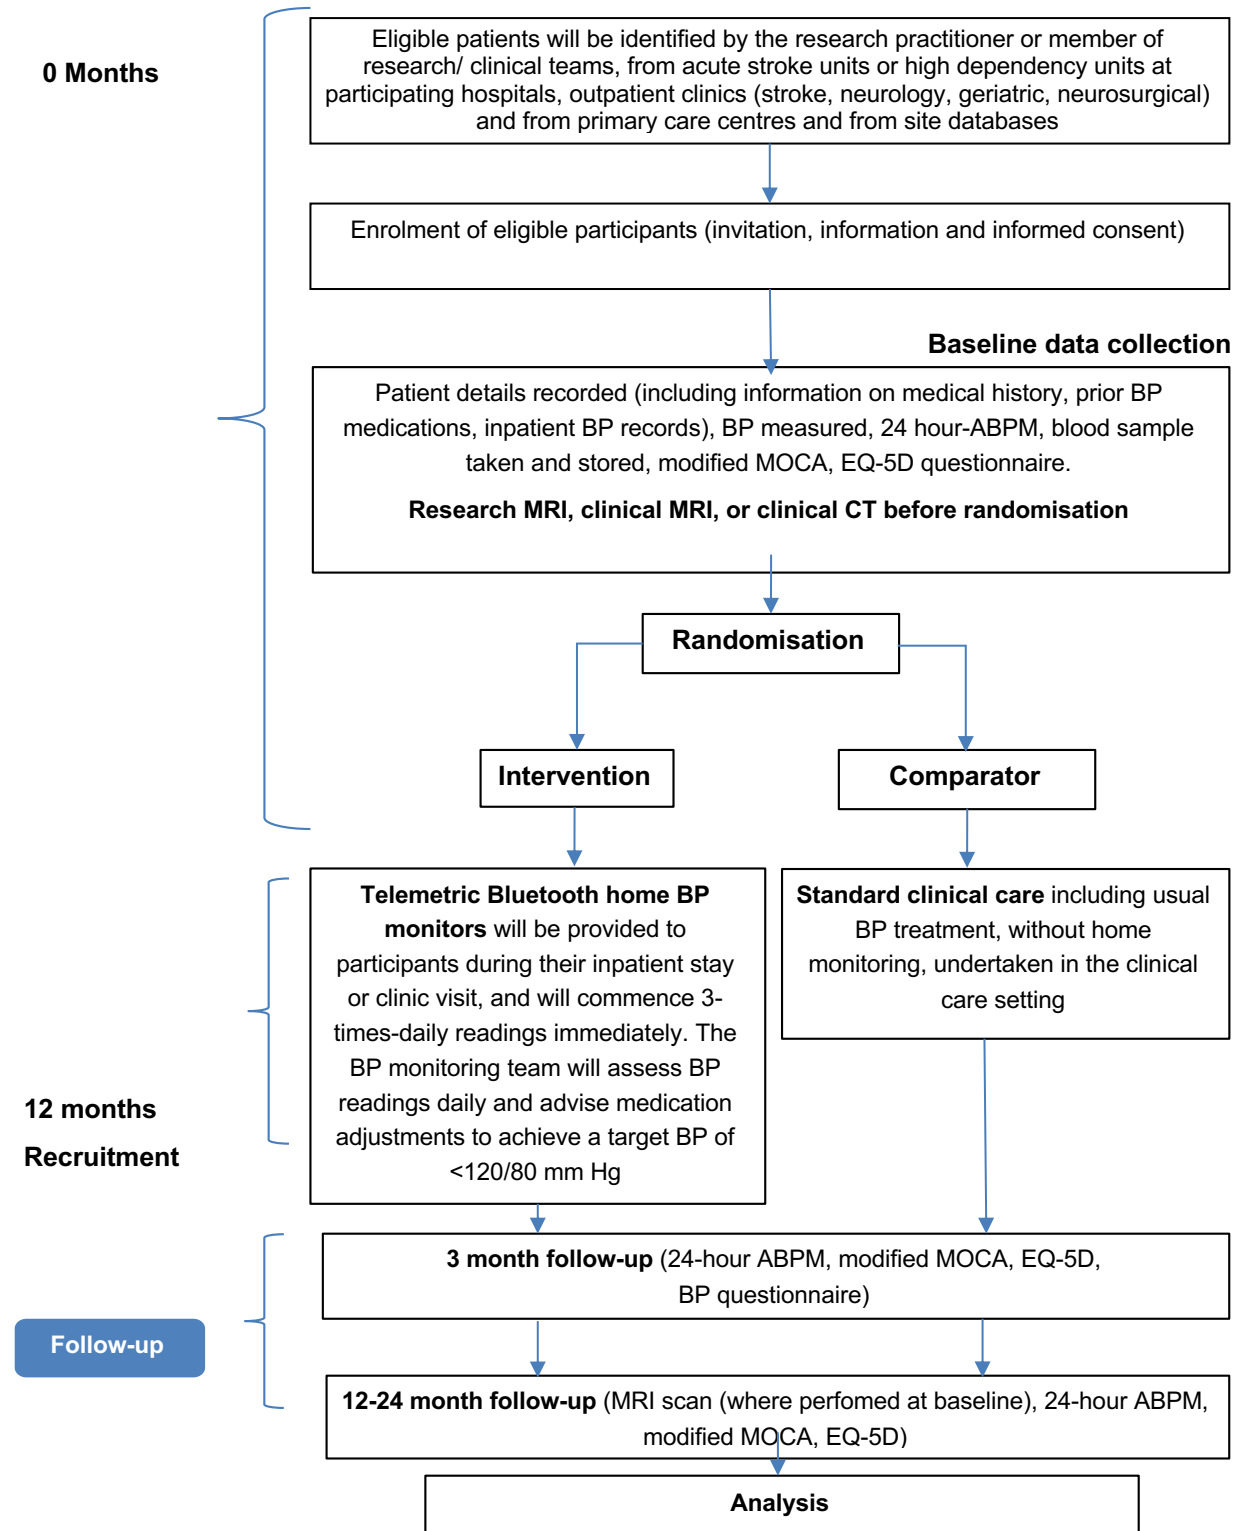 0 Months
Eligible patients will be identified by the research practitioner or member of
research/ clinical teams, from acute stroke units or high dependency units at
participating hospitals, outpatient clinics (stroke, neurology, geriatric, neurosurgical)
and from primary care centres and from site databases
Enrolment of eligible participants (invitation, information and informed consent)
Baseline data collection
Patient details recorded (including information on medical history, prior BP
medications, inpatient BP records), BP measured, 24 hour-ABPM, blood sample
taken and stored, modified MOCA, EQ-5D questionnaire.
Research MRI, clinical MRI, or clinical CT before randomisation
Randomisation
Intervention
Comparator
Telemetric Bluetooth home BP
monitors will be provided to
participants during their inpatient stay
or clinic visit, and will commence 3-
times-daily readings immediately. The
BP monitoring team will assess BP
readings daily and advise medication
adjustments to achieve a target BP of
<120/80 mm Hg
Standard clinical care including usual
BP treatment, without home
monitoring, undertaken in the clinical
care setting
12 months
Recruitment
3 month follow-up (24-hour ABPM, modified MOCA, EQ-5D,
BP questionnaire)
Follow-up
12-24 month follow-up (MRI scan (where perfomed at baseline), 24-hour ABPM,
modified MOCA, EQ-5D)
Analysis